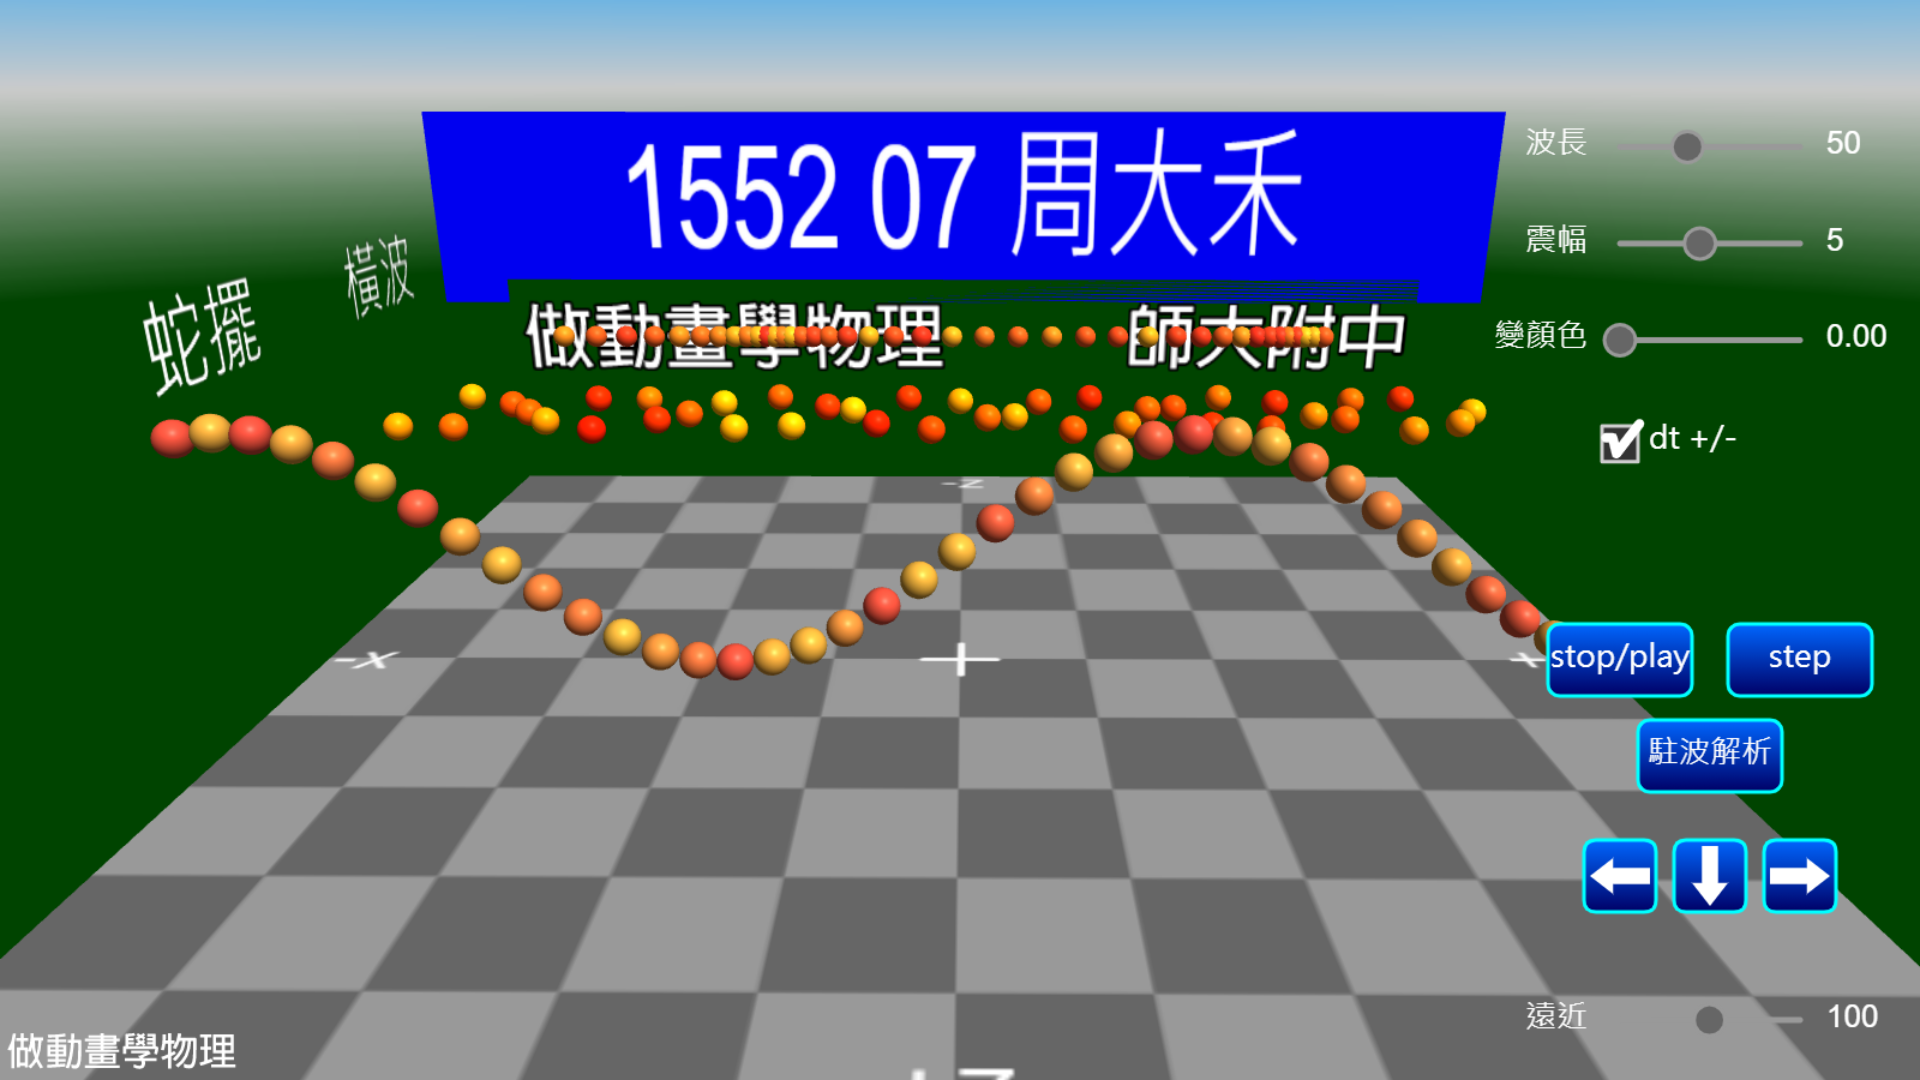 1552 07 周大禾
做動畫學物理 師大附中
蛇擺
橫波
波長 50
震幅 5
變顏色 0.00
dt +/-
-z
-x
x
stop/play
step
駐波解析
遠近 100
做動畫學物理